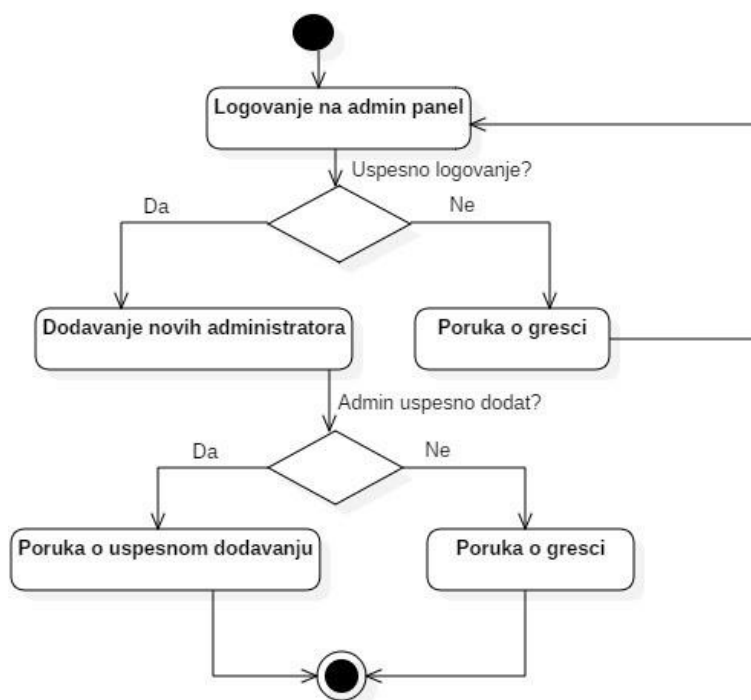 Logovanje na admin panel
Uspesno logovanje?
Da
Ne
Dodavanje novih administratora
Poruka o gresci
Admin uspesno dodat?
Da
Ne
Poruka o uspesnom dodavanju
Poruka o gresci